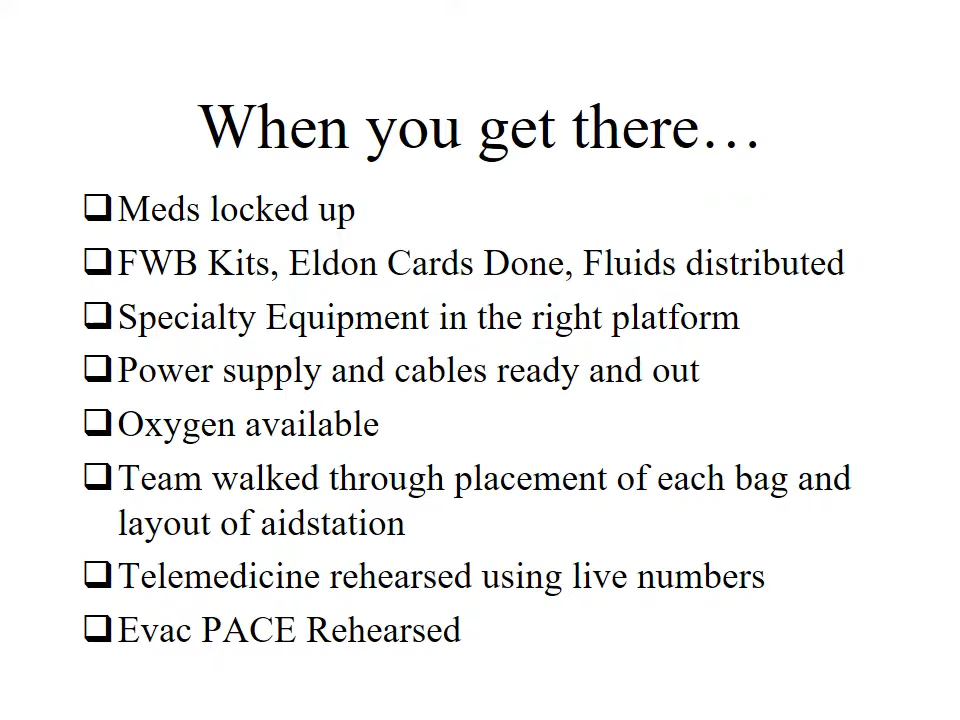 When you get there…
❑Meds locked up
❑FWB Kits, Eldon Cards Done, Fluids distributed
❑Specialty Equipment in the right platform
❑Power supply and cables ready and out
❑Oxygen available
❑Team walked through placement of each bag and
layout of aidstation
❑Telemedicine rehearsed using live numbers
❑Evac PACE Rehearsed